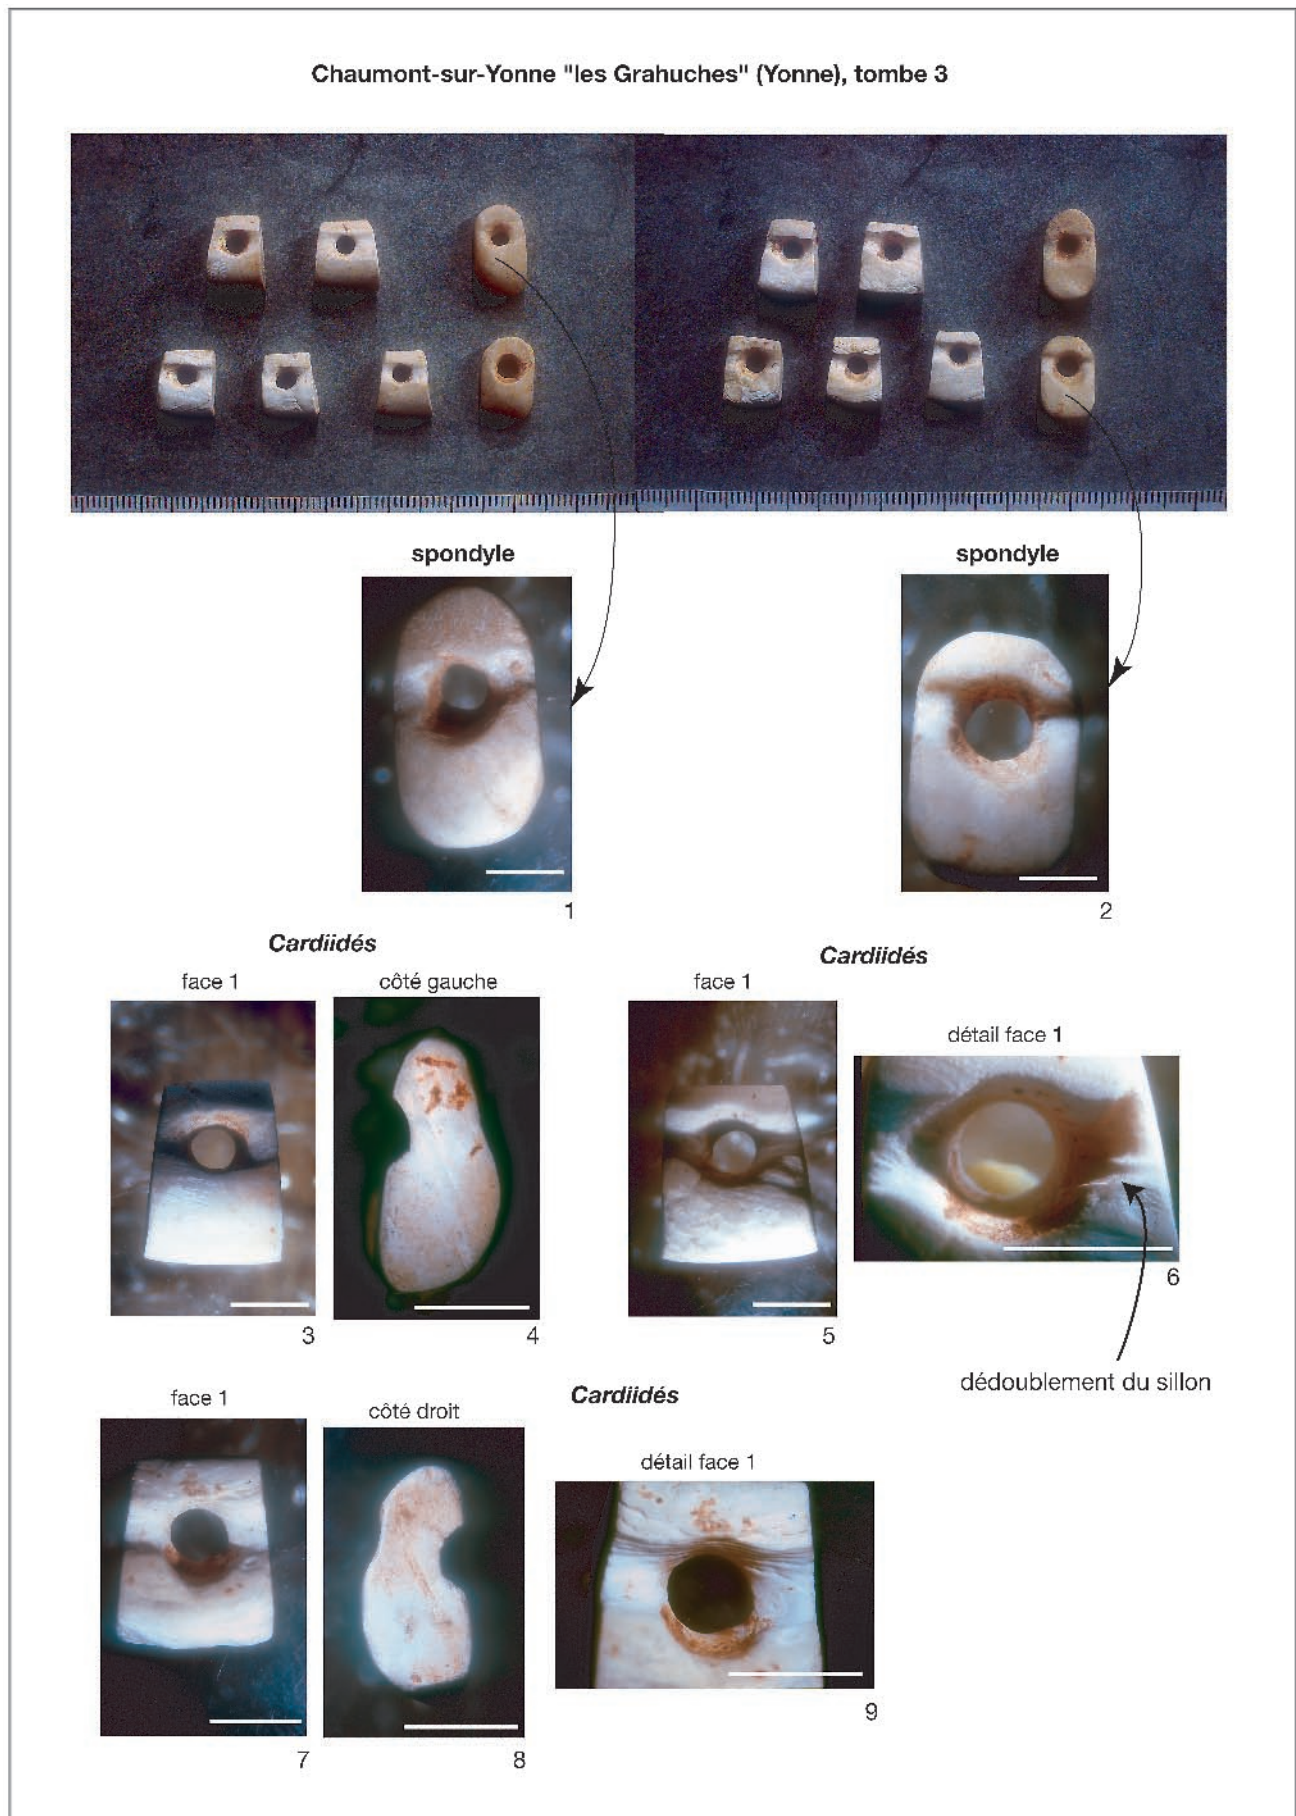 Chaumont-sur-Yonne "les Grahuches" (Yonne), tombe 3
spondyle
spondyle
1
2
Cardiidés
face 1
côté gauche
3
4
Cardiidés
face 1
détail face 1
5
6
dédoublement du sillon
Cardiidés
face 1
côté droit
détail face 1
7
8
9